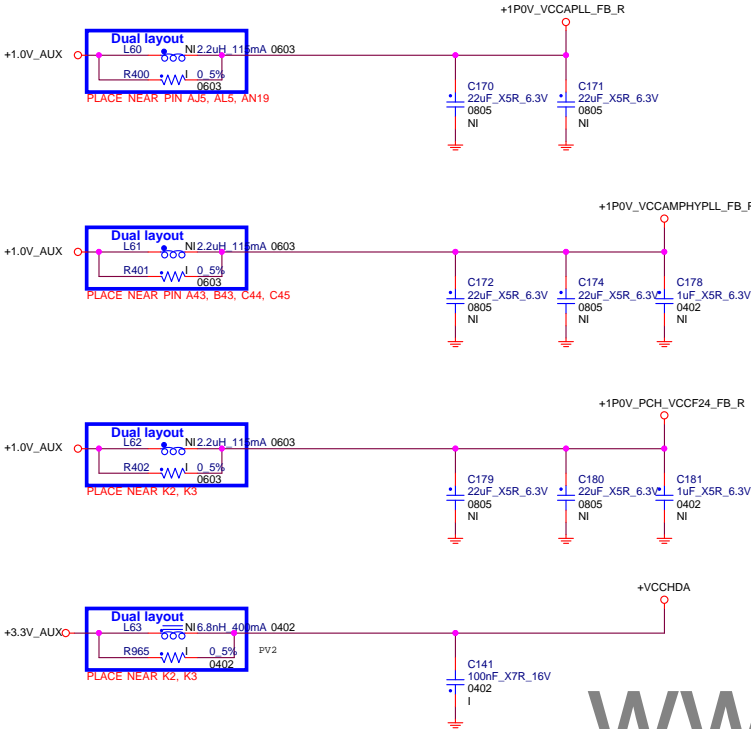 +1P0V_VCCAPLL_FB_R
Dual layout
L60 NI 2.2uH_115mA 0603
+1.0V_AUX
R400 I 0_5%
0603
PLACE NEAR PIN AJ5, AL5, AN19
C170
22uF_X5R_6.3V
0805
NI
C171
22uF_X5R_6.3V
0805
NI
+1P0V_VCCAMPHYPLL_FB_R
Dual layout
L61 NI 2.2uH_115mA 0603
+1.0V_AUX
R401 I 0_5%
0603
PLACE NEAR PIN A43, B43, C44, C45
C172
22uF_X5R_6.3V
0805
NI
C174
22uF_X5R_6.3V
0805
NI
C178
1uF_X5R_6.3V
0402
NI
+1P0V_PCH_VCCF24_FB_R
Dual layout
L62 NI 2.2uH_115mA 0603
+1.0V_AUX
R402 I 0_5%
0603
PLACE NEAR K2, K3
C179
22uF_X5R_6.3V
0805
NI
C180
22uF_X5R_6.3V
0805
NI
C181
1uF_X5R_6.3V
0402
NI
+VCCHDA
Dual layout
L63 NI 6.8nH_400mA 0402
+3.3V_AUX
R965 I 0_5%
0402
PV2
PLACE NEAR K2, K3
C141
100nF_X7R_16V
0402
I